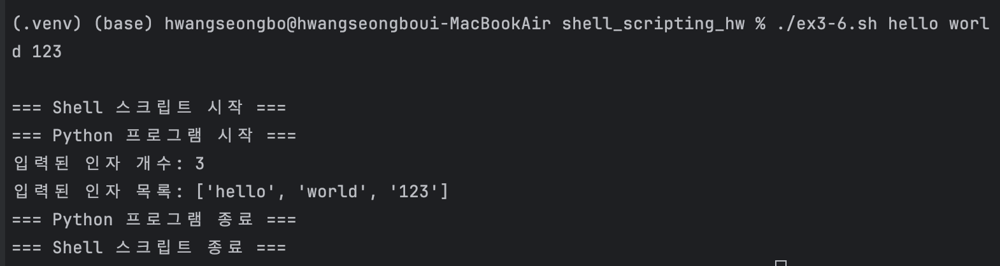 (.venv) (base) hwangseongbo@hwangseongboui-MacBookAir shell_scripting_hw % ./ex3-6.sh hello worl
d 123
=== Shell 스크립트 시작 ===
=== Python 프로그램 시작 ===
입력된 인자 개수: 3
입력된 인자 목록: ['hello', 'world', '123']
=== Python 프로그램 종료 ===
=== Shell 스크립트 종료 ===